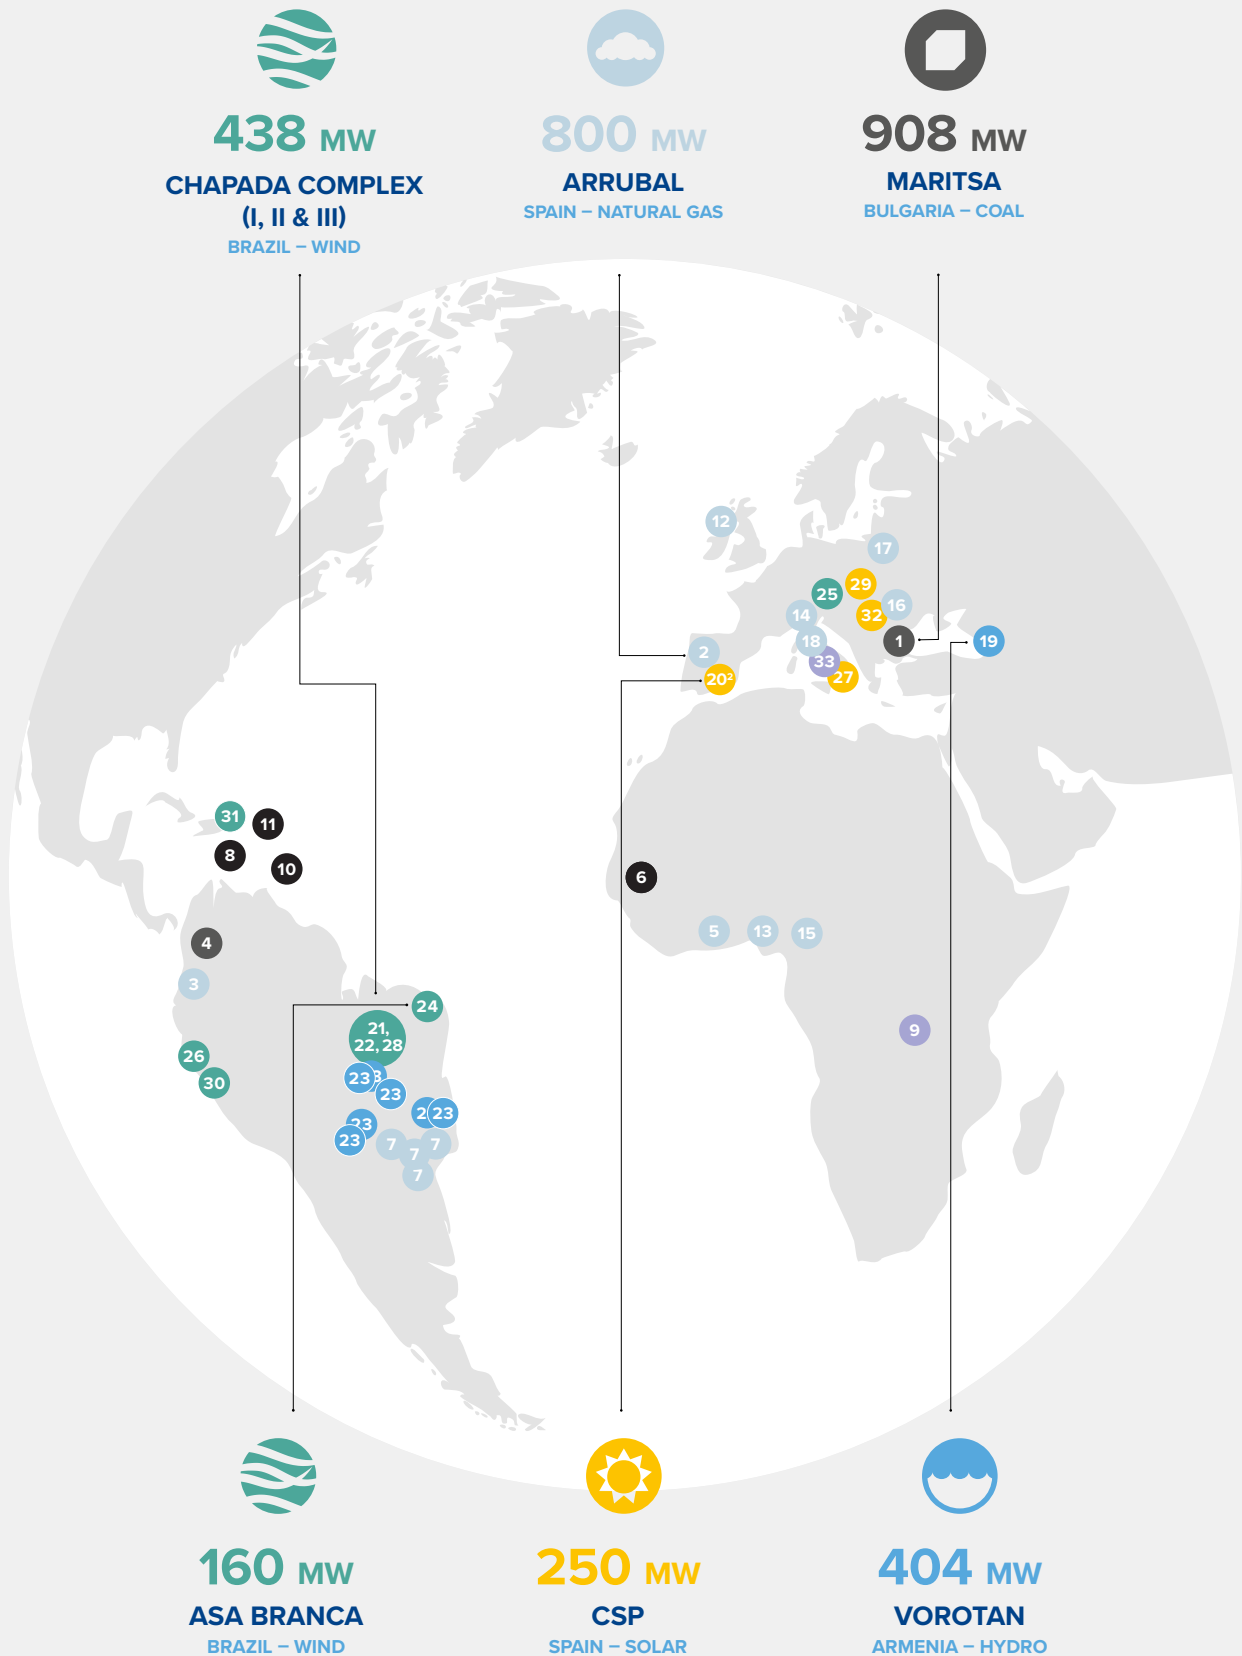 438 MW
CHAPADA COMPLEX
(I, II & III)
BRAZIL – WIND
800 MW
ARRUBAL
SPAIN – NATURAL GAS
908 MW
MARITSA
BULGARIA – COAL
12
17
29
25
16
32
14
1
19
18
2
33
27
20²
31
11
8
10
6
4
5
13
15
3
24
21,
22, 28
9
26
30
23
3
23
2
23
23
23
7
7
7
7
160 MW
ASA BRANCA
BRAZIL – WIND
250 MW
CSP
SPAIN – SOLAR
404 MW
VOROTAN
ARMENIA – HYDRO